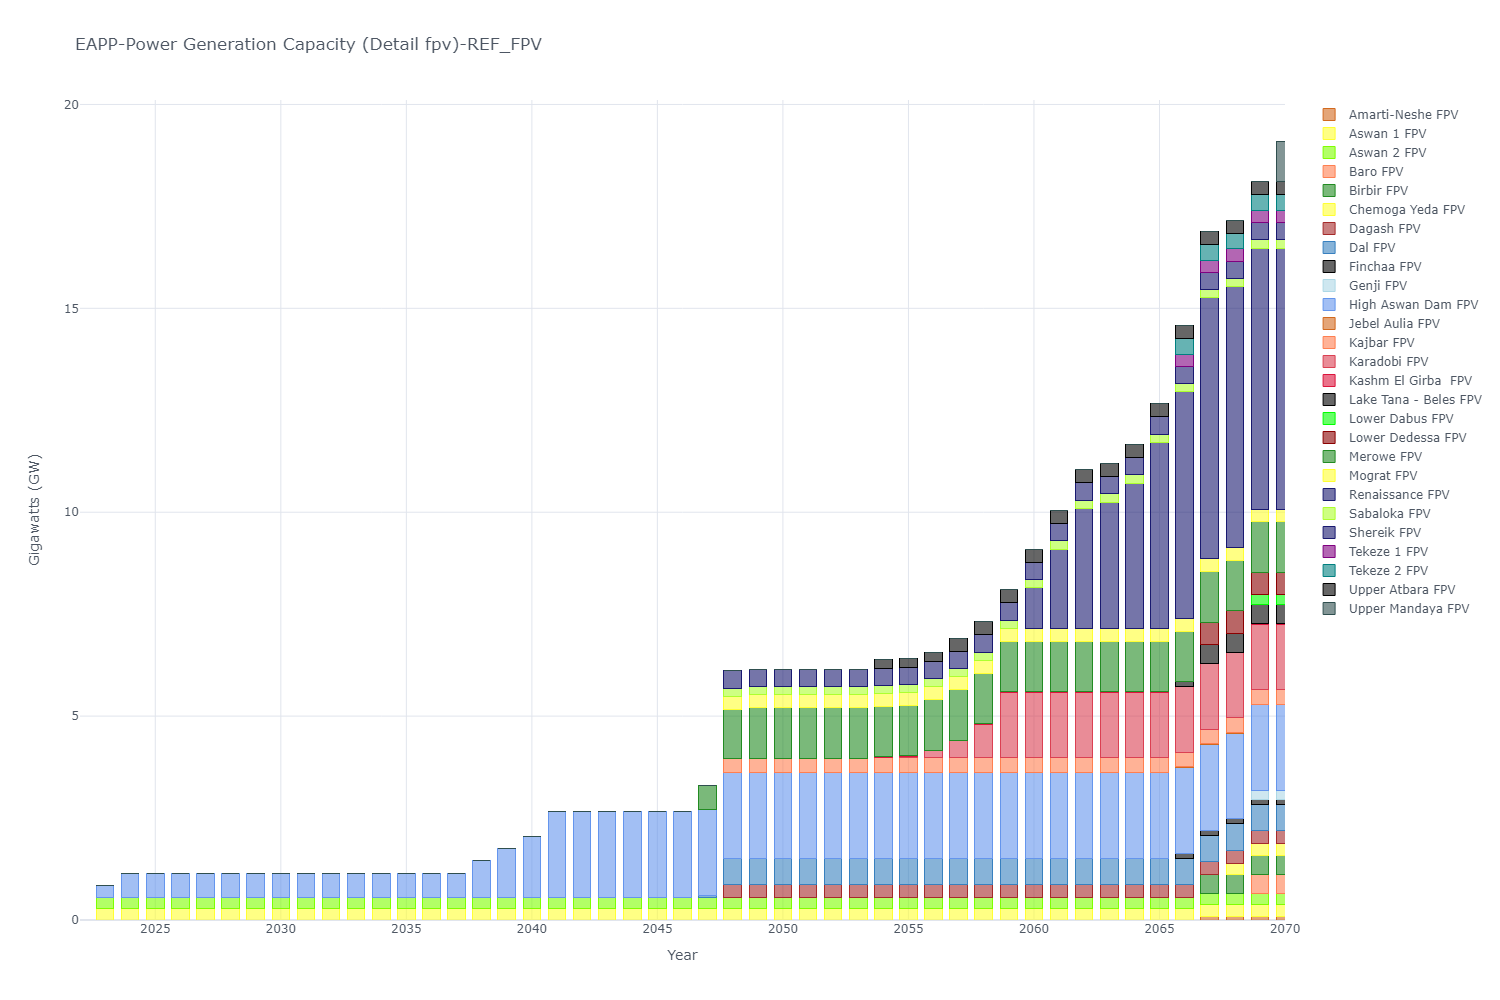 EAPP-Power Generation Capacity (Detail fpv)-REF_FPV
20
15
10
5
0
Gigawatts (GW)
2025
2030
2035
2040
2045
2050
2055
2060
2065
2070
Year
Amarti-Neshe FPV
Aswan 1 FPV
Aswan 2 FPV
Baro FPV
Birbir FPV
Chemoga Yeda FPV
Dagash FPV
Dal FPV
Finchaa FPV
Genji FPV
High Aswan Dam FPV
Jebel Aulia FPV
Kajbar FPV
Karadobi FPV
Kashm El Girba  FPV
Lake Tana - Beles FPV
Lower Dabus FPV
Lower Dedessa FPV
Merowe FPV
Mograt FPV
Renaissance FPV
Sabaloka FPV
Shereik FPV
Tekeze 1 FPV
Tekeze 2 FPV
Upper Atbara FPV
Upper Mandaya FPV